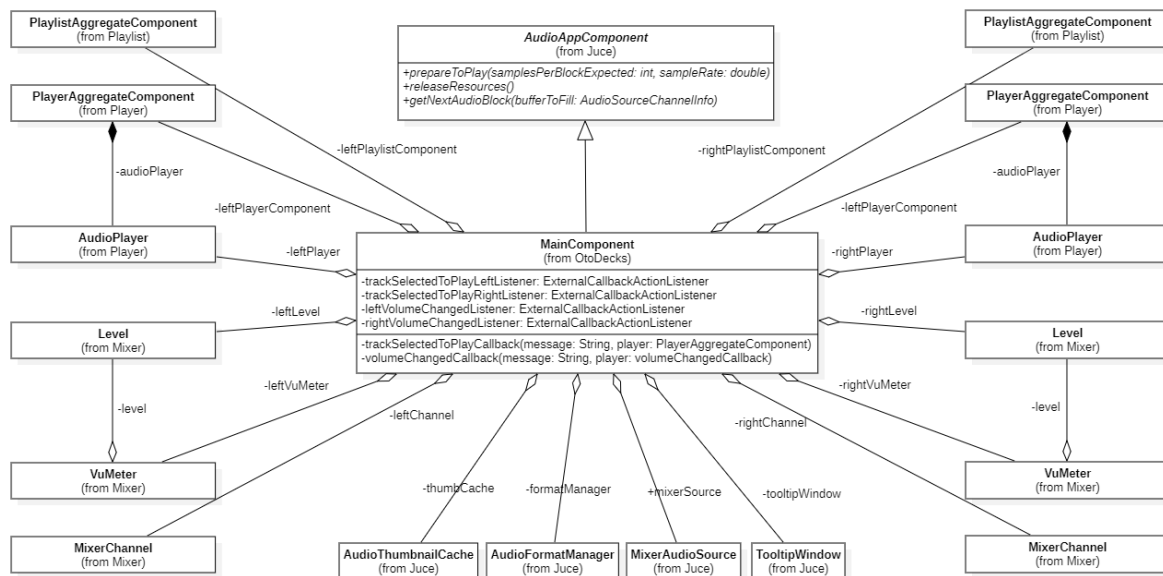 PlaylistAggregateComponent
(from Playlist)
PlayerAggregateComponent
(from Player)
-audioPlayer
AudioPlayer
(from Player)
Level
(from Mixer)
-level
VuMeter
(from Mixer)
MixerChannel
(from Mixer)
-leftPlaylistComponent
-leftPlayerComponent
-leftPlayer
-leftLevel
-leftVuMeter
-leftChannel
AudioAppComponent
(from Juce)
+prepareToPlay(samplesPerBlockExpected: int, sampleRate: double)
+releaseResources()
+getNextAudioBlock(bufferToFill: AudioSourceChannelInfo)
MainComponent
(from OtoDecks)
-trackSelectedToPlayLeftListener: ExternalCallbackActionListener
-trackSelectedToPlayRightListener: ExternalCallbackActionListener
-leftVolumeChangedListener: ExternalCallbackActionListener
-rightVolumeChangedListener: ExternalCallbackActionListener
-trackSelectedToPlayCallback(message: String, player: PlayerAggregateComponent)
-volumeChangedCallback(message: String, player: volumeChangedCallback)
-thumbCache
-formatManager
+mixerSource
-tooltipWindow
AudioThumbnailCache
(from Juce)
AudioFormatManager
(from Juce)
MixerAudioSource
(from Juce)
TooltipWindow
(from Juce)
-rightPlaylistComponent
-leftPlayerComponent
-rightPlayer
-rightLevel
-rightVuMeter
-rightChannel
PlaylistAggregateComponent
(from Playlist)
PlayerAggregateComponent
(from Player)
-audioPlayer
AudioPlayer
(from Player)
Level
(from Mixer)
-level
VuMeter
(from Mixer)
MixerChannel
(from Mixer)